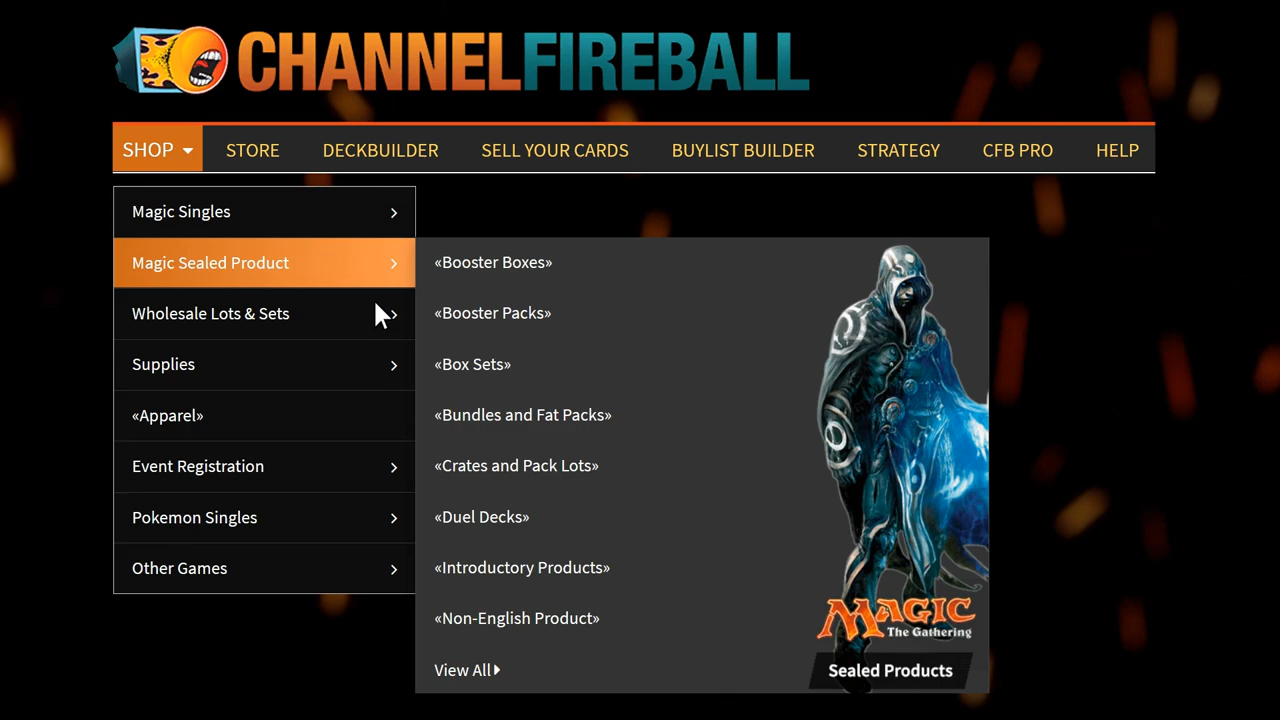 CHANNELFIREBALL
SHOP
STORE
DECKBUILDER
SELL YOUR CARDS
BUYLIST BUILDER
STRATEGY
CFB PRO
HELP
Magic Singles
Magic Sealed Product
Wholesale Lots & Sets
Supplies
«Apparel»
Event Registration
Pokemon Singles
Other Games
«Booster Boxes»
«Booster Packs»
«Box Sets»
«Bundles and Fat Packs»
«Crates and Pack Lots»
«Duel Decks»
«Introductory Products»
«Non-English Product»
View All
MAGIC
The Gathering
Sealed Products